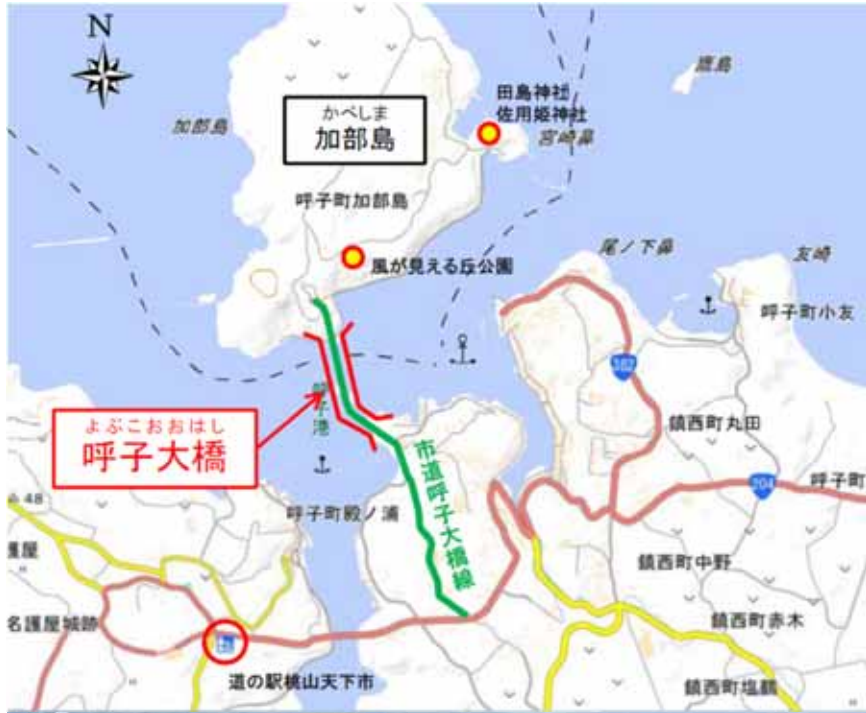 N
鷹島
田島神社
佐用姫神社
宮崎鼻
加部島
かべしま
加部島
呼子町加部島
風が見える丘公園
尾ノ下鼻
友崎
呼子町小友
382
呼子港
よぶこおおはし
呼子大橋
市道呼子大橋線
鎮西町丸田
204
呼子町
48
呼子町殿ノ浦
護屋
名護屋城跡
鎮西町中野
鎮西町赤木
道の駅桃山天下市
鎮西町塩鶴